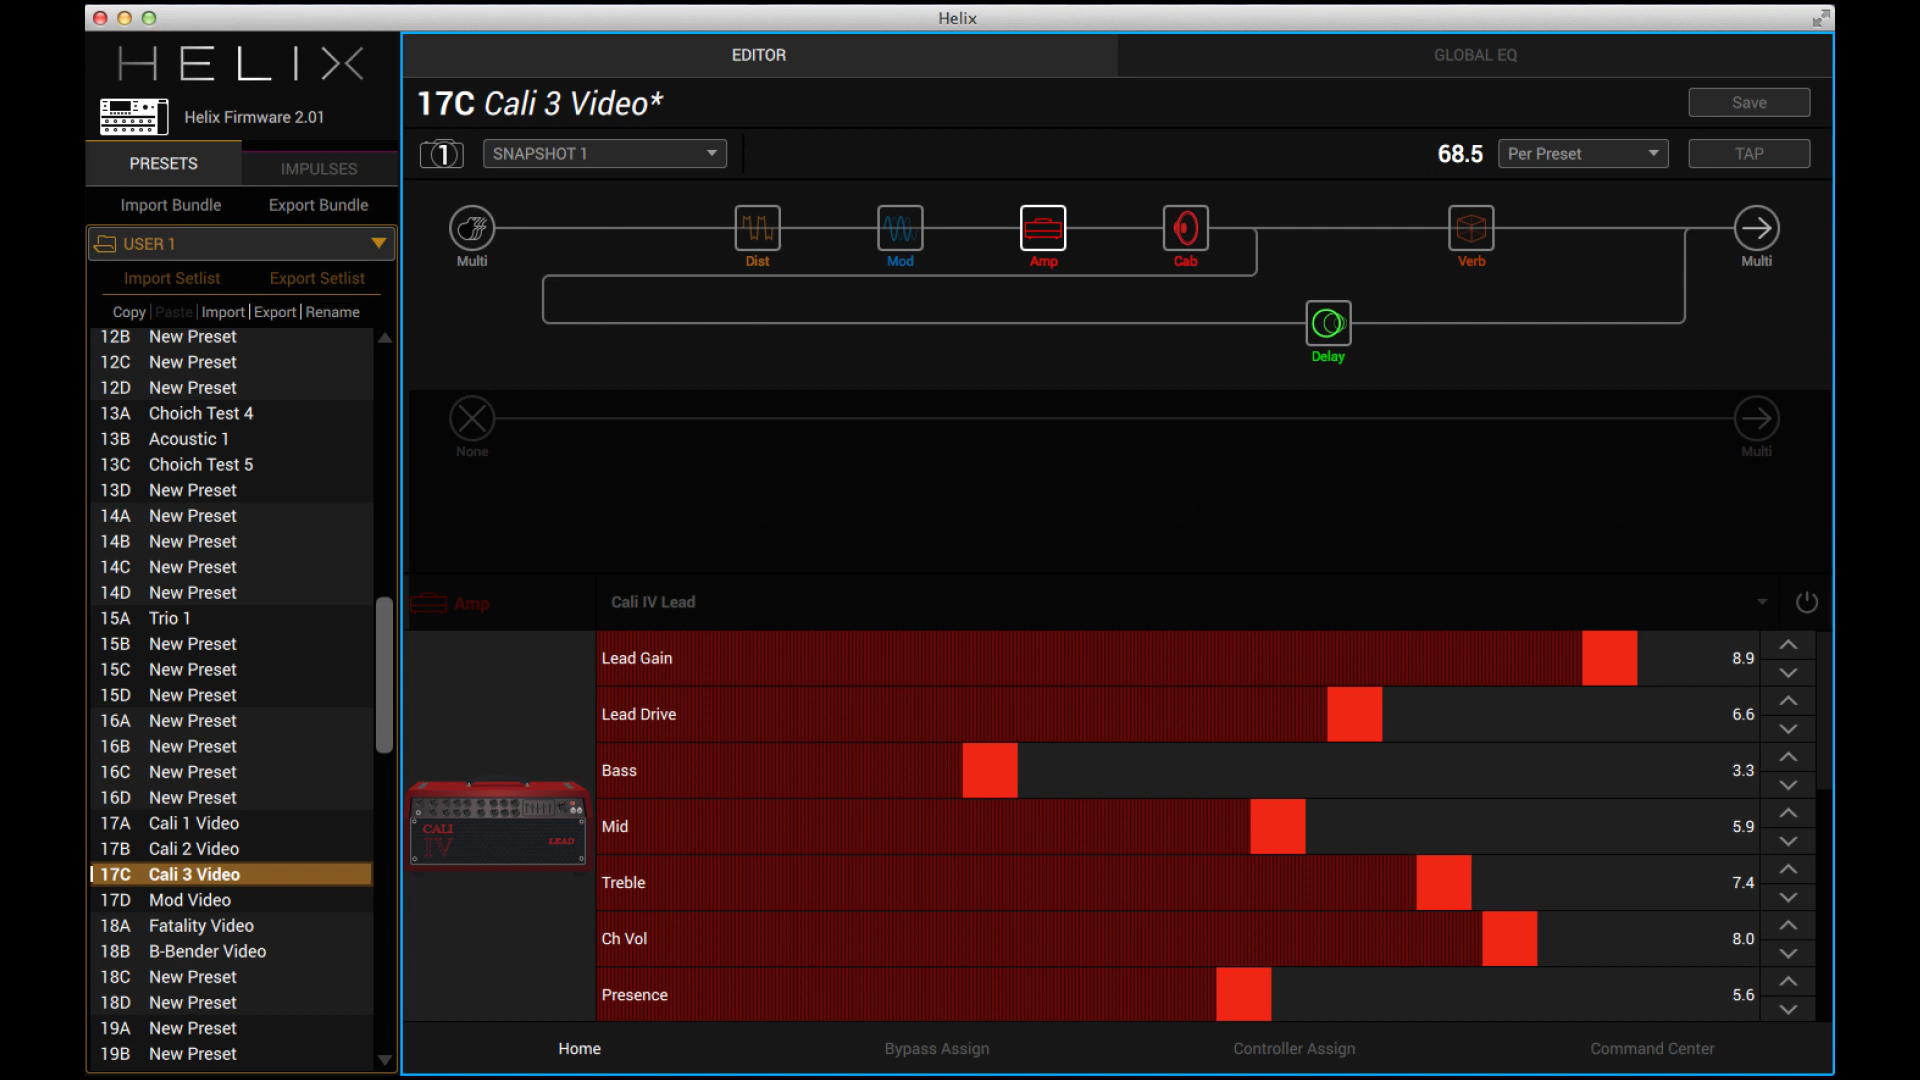 Helix
HELIX
Helix Firmware 2.01
PRESETS
IMPULSES
Import Bundle
Export Bundle
USER 1
Import Setlist
Export Setlist
Copy | Paste | Import | Export | Rename
12B New Preset
12C New Preset
12D New Preset
13A Choich Test 4
13B Acoustic 1
13C Choich Test 5
13D New Preset
14A New Preset
14B New Preset
14C New Preset
14D New Preset
15A Trio 1
15B New Preset
15C New Preset
15D New Preset
16A New Preset
16B New Preset
16C New Preset
16D New Preset
17A Cali 1 Video
17B Cali 2 Video
17C Cali 3 Video
17D Mod Video
18A Fatality Video
18B B-Bender Video
18C New Preset
18D New Preset
19A New Preset
19B New Preset
EDITOR
GLOBAL EQ
17C Cali 3 Video*
Save
1
SNAPSHOT 1
68.5
Per Preset
TAP
Multi
Dist
Mod
Amp
Cab
Verb
Multi
Delay
None
Multi
Amp
Cali IV Lead
CALI
IV
LEAD
Lead Gain 8.9
Lead Drive 6.6
Bass 3.3
Mid 5.9
Treble 7.4
Ch Vol 8.0
Presence 5.6
Home
Bypass Assign
Controller Assign
Command Center